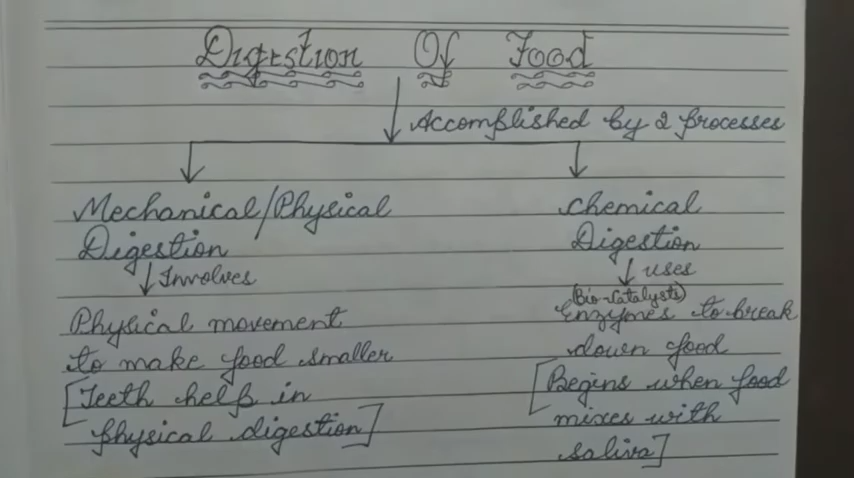 Digestion Of Food
Accomplished by 2 processes
Mechanical/Physical
Digestion
Involves
Physical movement
to make food smaller
[Teeth help in
physical digestion]
Chemical
Digestion
uses
(Bio-Catalysts)
Enzymes to break
down food
[Begins when food
mixes with
saliva]